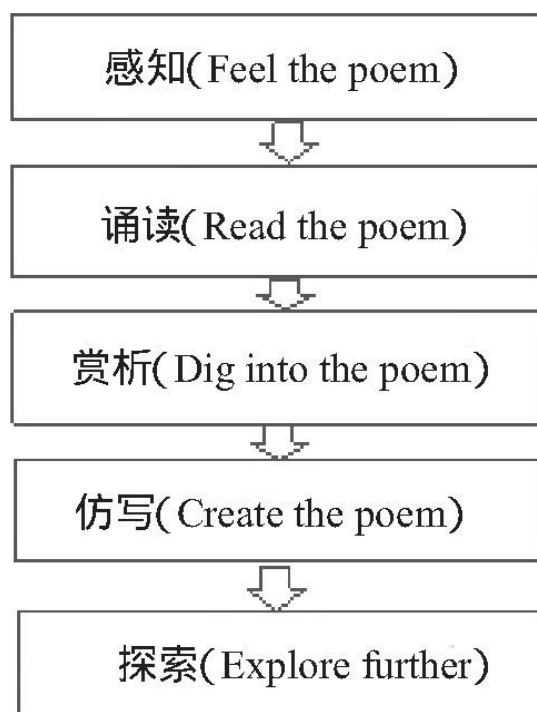 感知(Feel the poem)
诵读(Read the poem)
赏析(Dig into the poem)
仿写(Create the poem)
探索(Explore further)